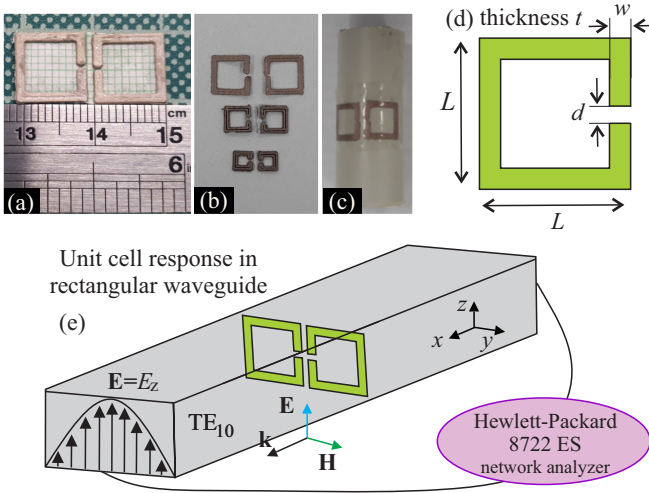 (d) thickness t
w
L
d
L
13
14
15
cm
6
in
(a)
(b)
(c)
Unit cell response in
rectangular waveguide
(e)
z
x
y
E=Ez
TE10
E
k
H
Hewlett-Packard
8722 ES
network analyzer